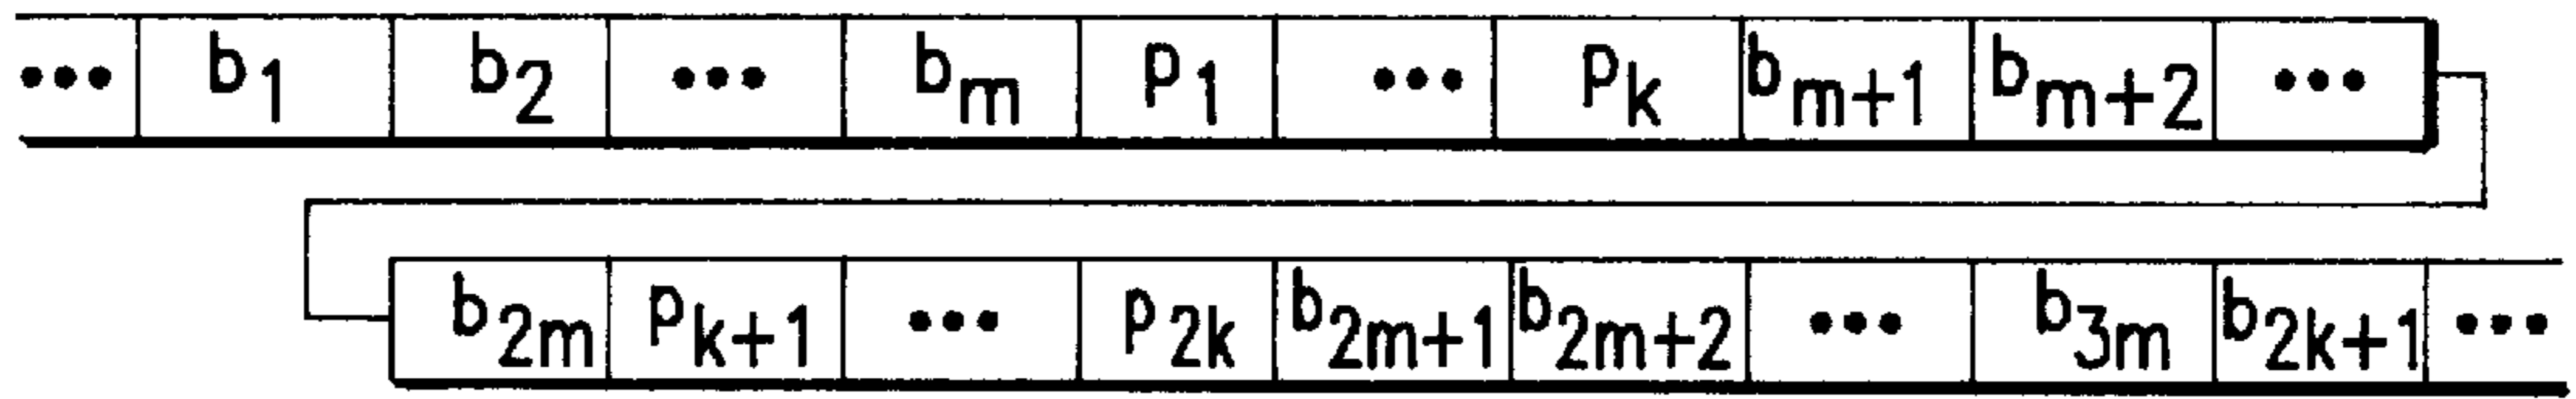 ... b₁ b₂ ... bₘ p₁ ... pₖ bₘ₊₁ bₘ₊₂ ...
b₂ₘ pₖ₊₁ ... p₂ₖ b₂ₘ₊₁ b₂ₘ₊₂ ... b₃ₘ b₂ₖ₊₁ ...